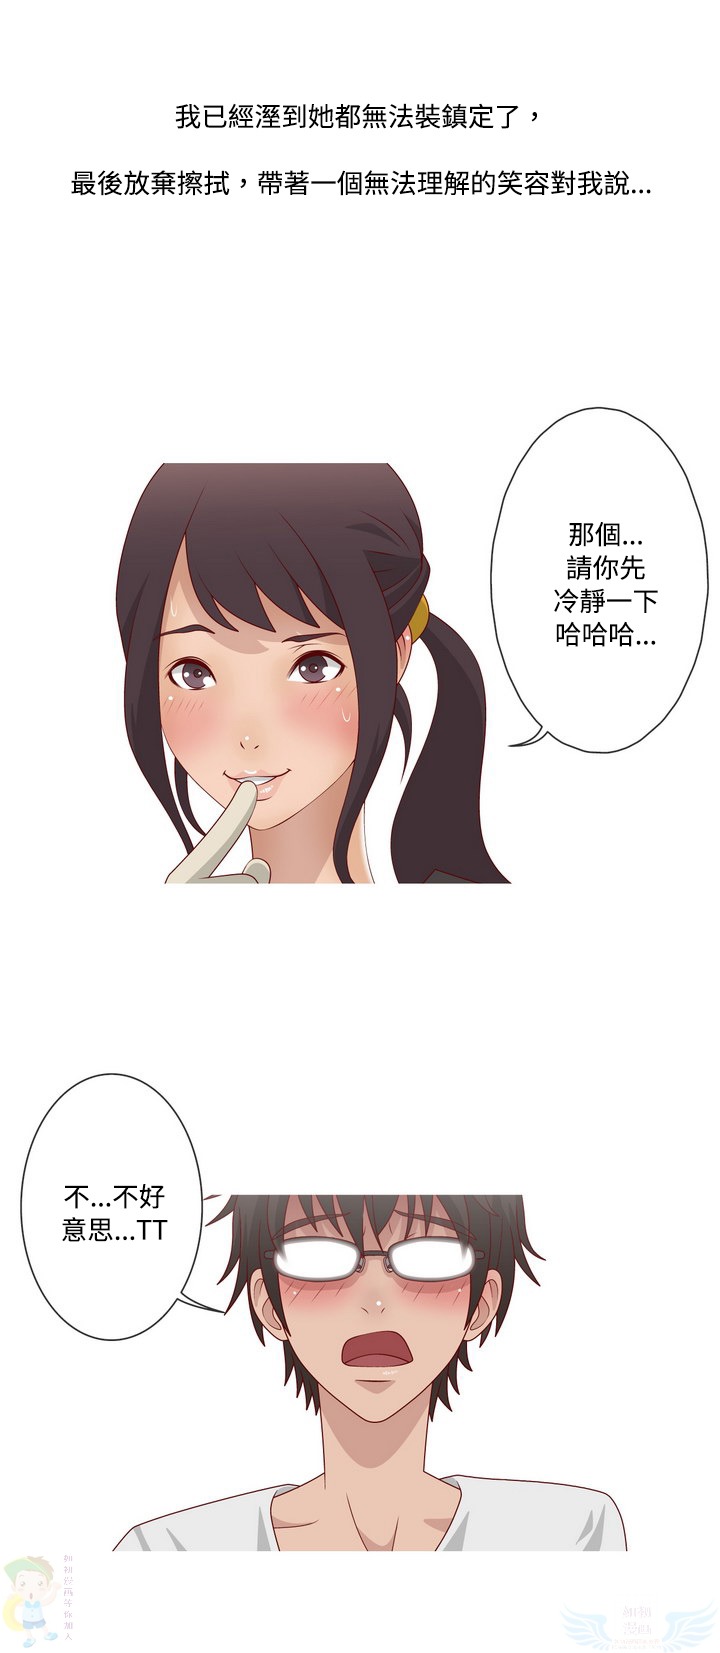 我已經溼到她都無法裝鎮定了，
最後放棄擦拭，帶著一個無法理解的笑容對我說...
那個...
請你先
冷靜一下
哈哈哈...
不...不好
意思...TT